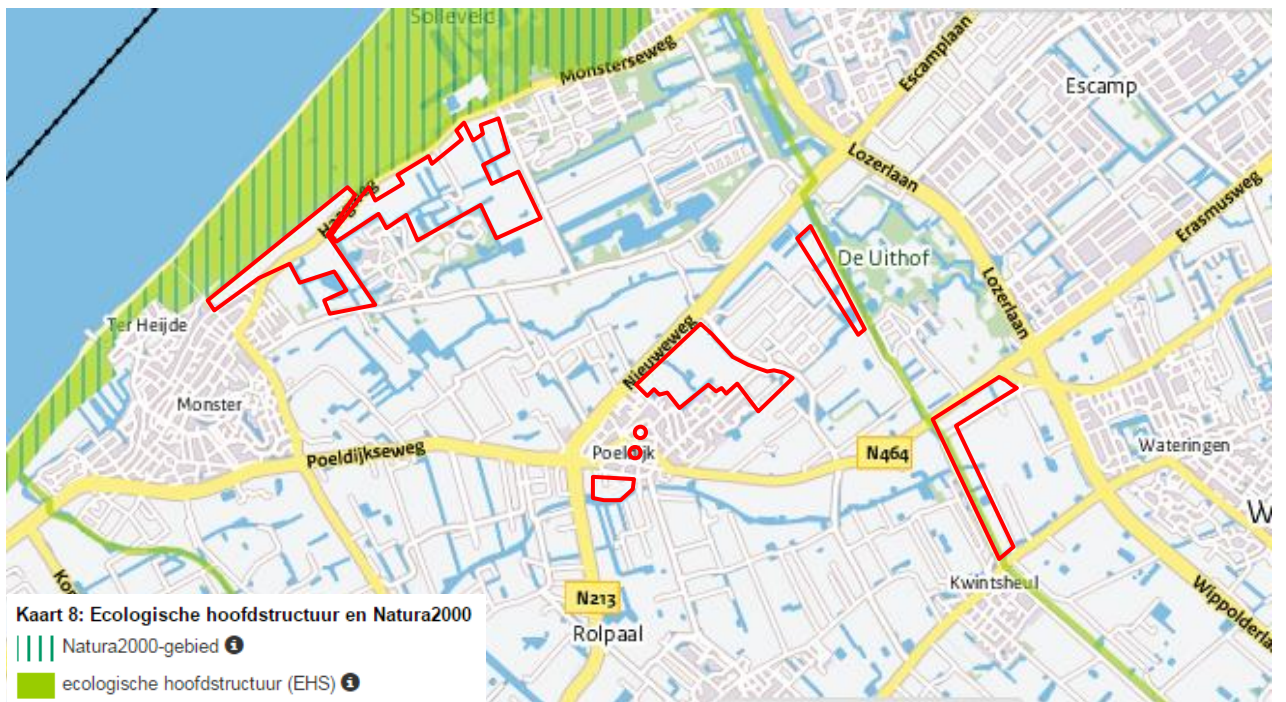 Solleveld
Monsterseweg
Escamplaan
Escamp
Lozerlaan
Haagweg
Erasmusweg
De Uithof
Lozerlaan
Ter Heijde
Nieuweweg
Monster
Poeldijkseweg
Poeldijk
N464
Wateringen
W
Kwintsheul
Kor
N213
Rolpaal
Wippolderla
Kaart 8: Ecologische hoofdstructuur en Natura2000
Natura2000-gebied i
ecologische hoofdstructuur (EHS) i